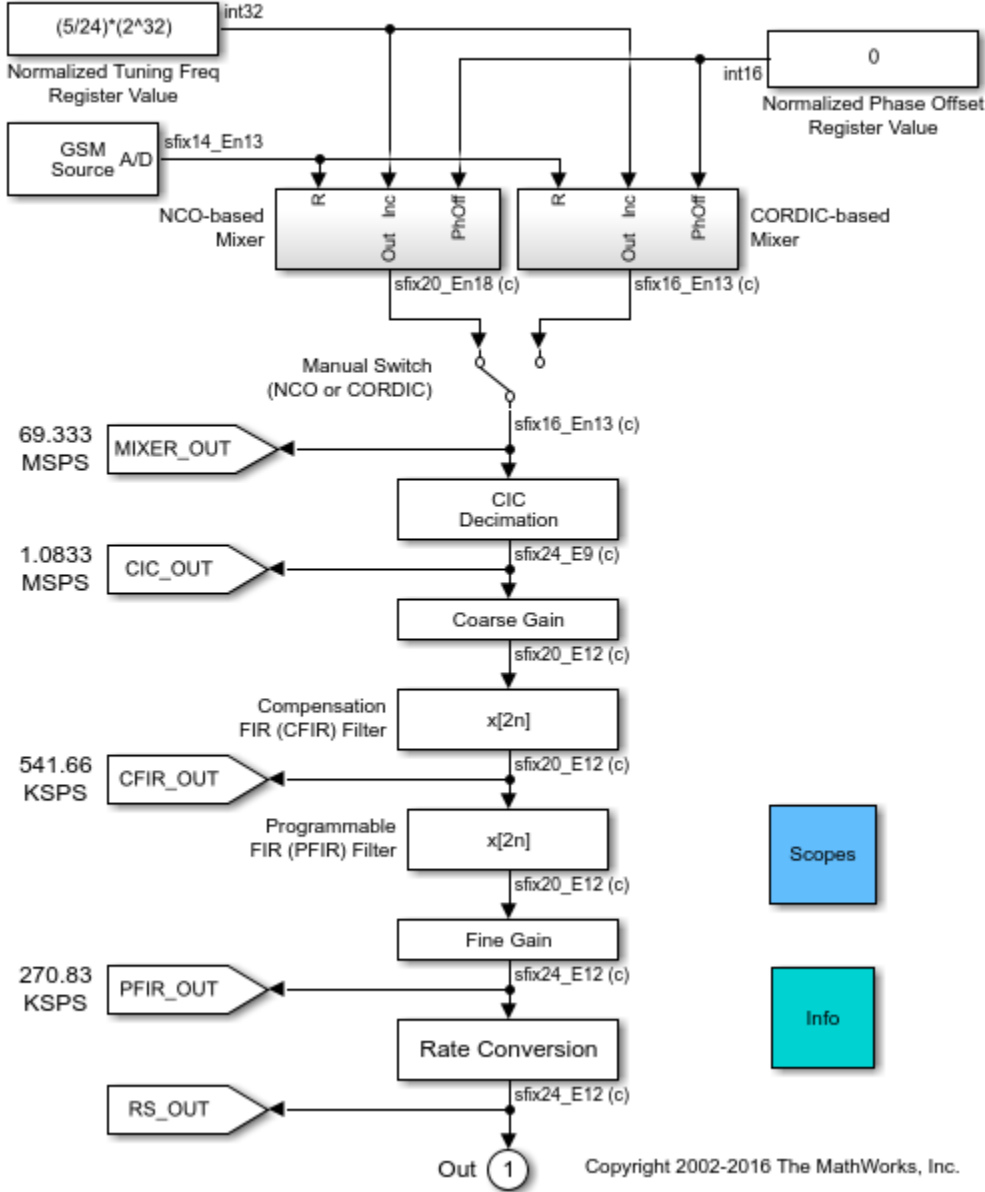 (5/24)*(2^32)
int32
Normalized Tuning Freq
Register Value
0
int16
Normalized Phase Offset
Register Value
GSM
Source
A/D
sfix14_En13
NCO-based
Mixer
R
Inc
PhOff
Out
R
Inc
PhOff
Out
CORDIC-based
Mixer
sfix20_En18 (c)
sfix16_En13 (c)
Manual Switch
(NCO or CORDIC)
sfix16_En13 (c)
69.333
MSPS
MIXER_OUT
CIC
Decimation
sfix24_E9 (c)
1.0833
MSPS
CIC_OUT
Coarse Gain
sfix20_E12 (c)
Compensation
FIR (CFIR) Filter
x[2n]
sfix20_E12 (c)
541.66
KSPS
CFIR_OUT
Programmable
FIR (PFIR) Filter
x[2n]
sfix20_E12 (c)
Scopes
Fine Gain
sfix24_E12 (c)
270.83
KSPS
PFIR_OUT
Info
Rate Conversion
sfix24_E12 (c)
RS_OUT
Out
1
Copyright 2002-2016 The MathWorks, Inc.